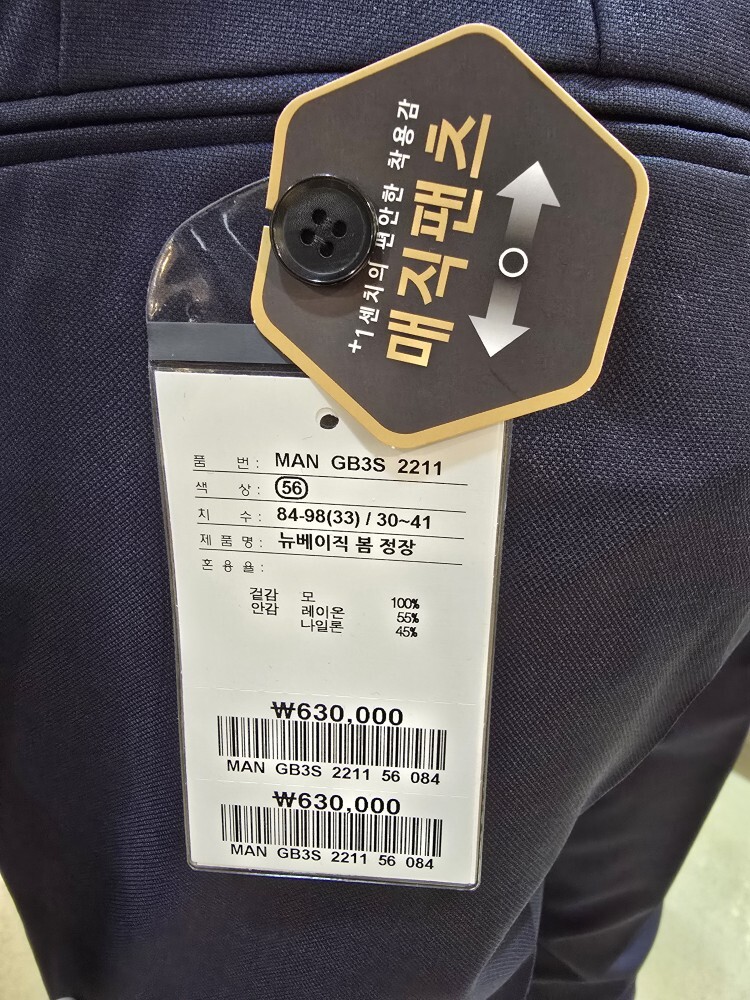 +1센치의 편안한 착용감
매직팬츠
품 번 : MAN GB3S 2211
색 상 : 56
치 수 : 84-98(33) / 30~41
제 품 명 : 뉴베이직 봄 정장
혼 용 율 :
겉감 모 100%
안감 레이온 55%
나일론 45%
₩630,000
MAN GB3S 2211 56 084
₩630,000
MAN GB3S 2211 56 084